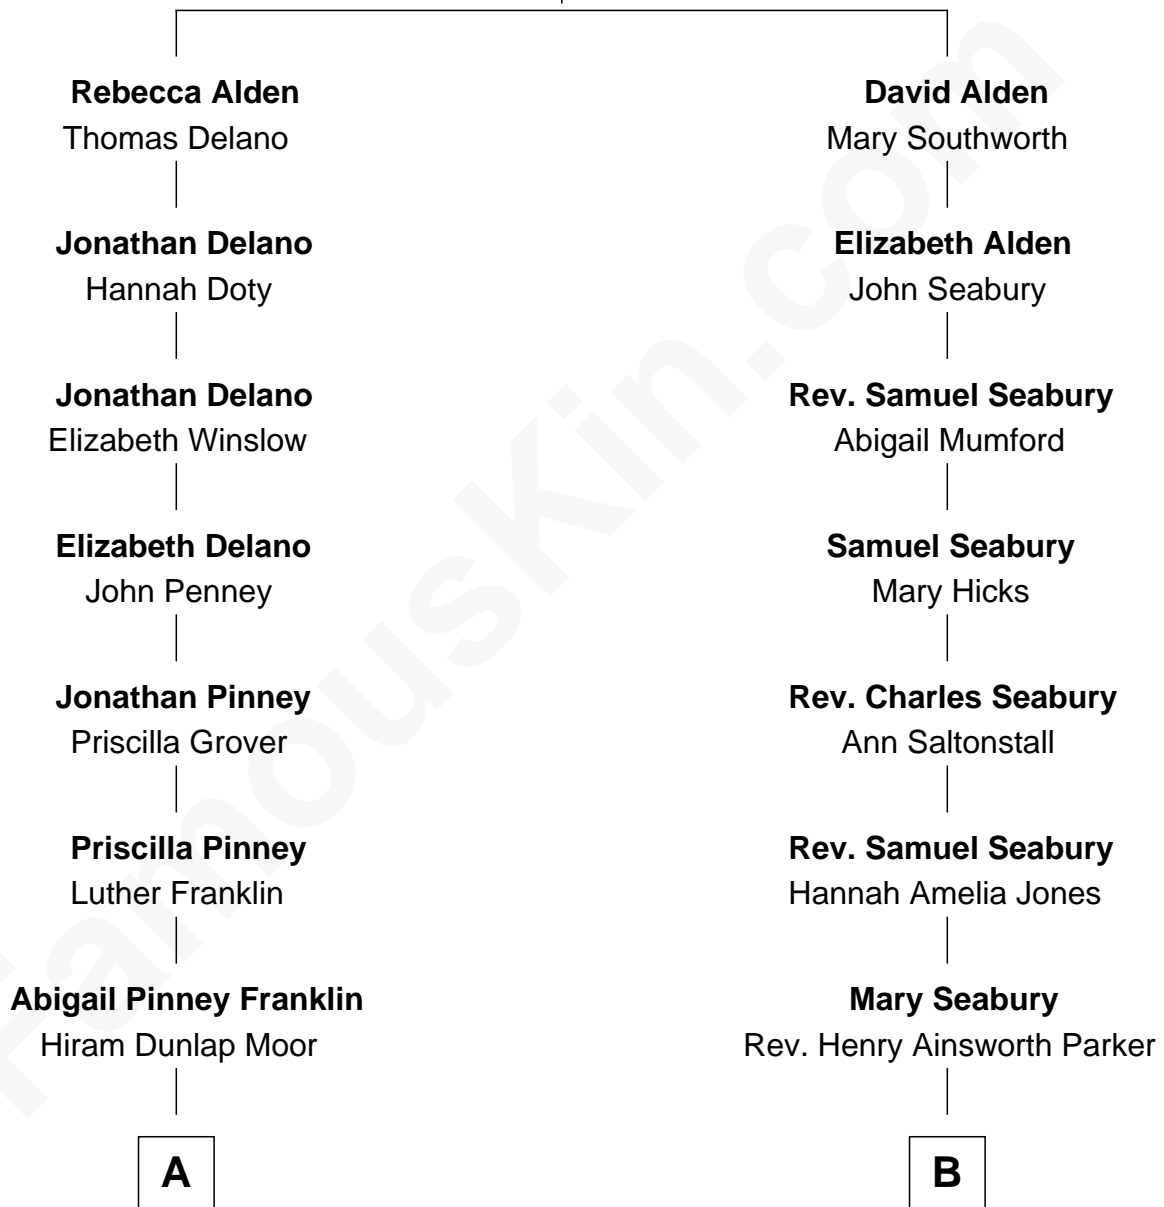 Rebecca Alden
Thomas Delano
Jonathan Delano
Hannah Doty
Jonathan Delano
Elizabeth Winslow
Elizabeth Delano
John Penney
Jonathan Pinney
Priscilla Grover
Priscilla Pinney
Luther Franklin
Abigail Pinney Franklin
Hiram Dunlap Moor
A
David Alden
Mary Southworth
Elizabeth Alden
John Seabury
Rev. Samuel Seabury
Abigail Mumford
Samuel Seabury
Mary Hicks
Rev. Charles Seabury
Ann Saltonstall
Rev. Samuel Seabury
Hannah Amelia Jones
Mary Seabury
Rev. Henry Ainsworth Parker
B
FamousKin.com